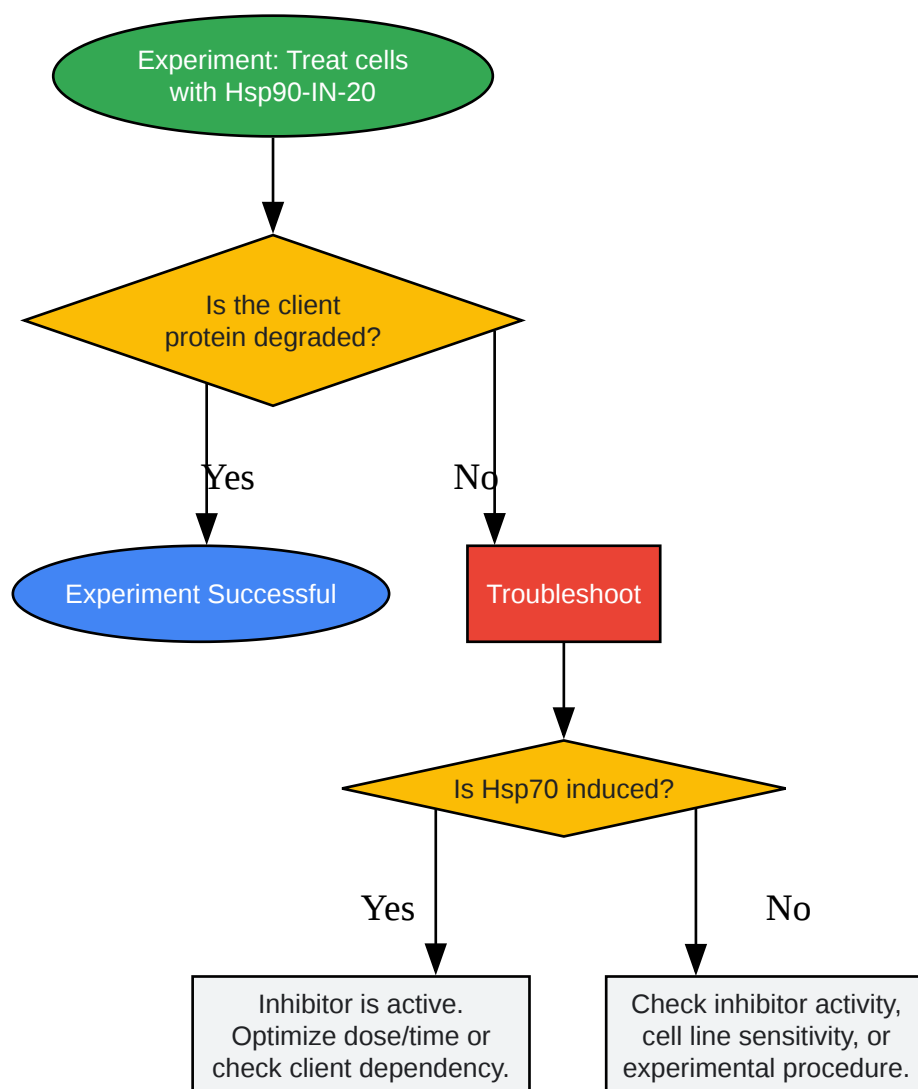 Experiment: Treat cells
with Hsp90-IN-20
Is the client
protein degraded?
Yes
No
Experiment Successful
Troubleshoot
Is Hsp70 induced?
Yes
No
Inhibitor is active.
Optimize dose/time or
check client dependency.
Check inhibitor activity,
cell line sensitivity, or
experimental procedure.